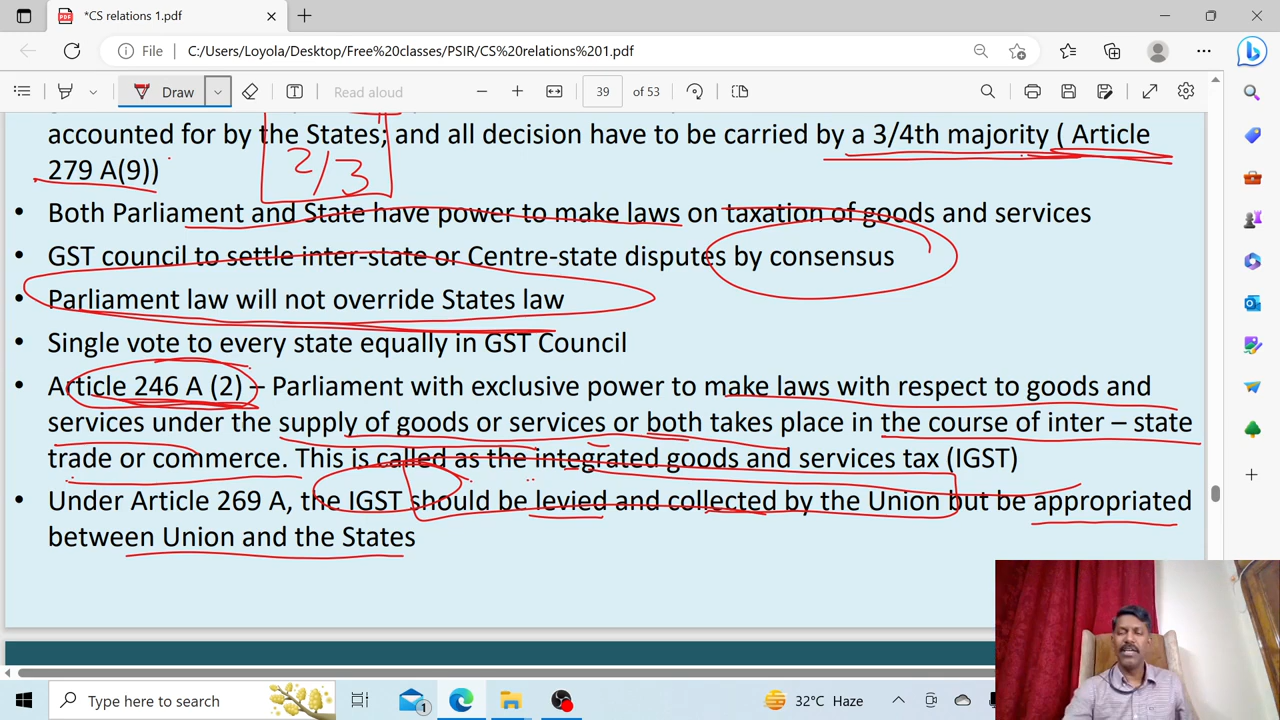 *CS relations 1.pdf
File
C:/Users/Loyola/Desktop/Free%20classes/PSIR/CS%20relations%201.pdf
Draw
Read aloud
39
of 53
accounted for by the States; and all decision have to be carried by a 3/4th majority ( Article
279 A(9))
2/3
• Both Parliament and State have power to make laws on taxation of goods and services
• GST council to settle inter-state or Centre-state disputes by consensus
• Parliament law will not override States law
• Single vote to every state equally in GST Council
• Article 246 A (2) – Parliament with exclusive power to make laws with respect to goods and
services under the supply of goods or services or both takes place in the course of inter – state
trade or commerce. This is called as the integrated goods and services tax (IGST)
• Under Article 269 A, the IGST should be levied and collected by the Union but be appropriated
between Union and the States
Type here to search
1
32°C Haze